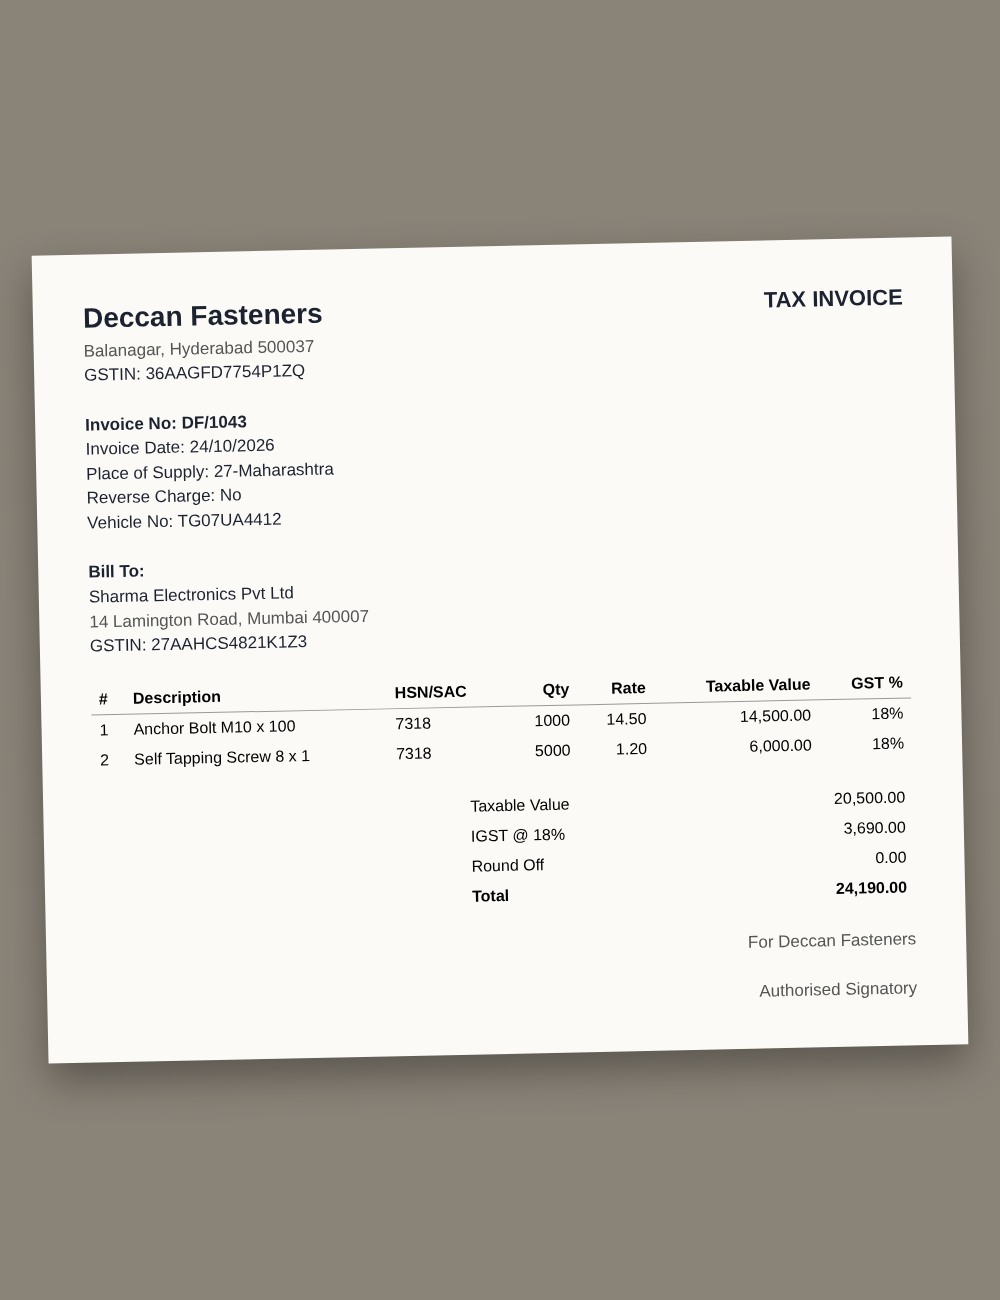 Deccan Fasteners
TAX INVOICE
Balanagar, Hyderabad 500037
GSTIN: 36AAGFD7754P1ZQ
Invoice No: DF/1043
Invoice Date: 24/10/2026
Place of Supply: 27-Maharashtra
Reverse Charge: No
Vehicle No: TG07UA4412
Bill To:
Sharma Electronics Pvt Ltd
14 Lamington Road, Mumbai 400007
GSTIN: 27AAHCS4821K1Z3
# Description HSN/SAC Qty Rate Taxable Value GST %
1 Anchor Bolt M10 x 100 7318 1000 14.50 14,500.00 18%
2 Self Tapping Screw 8 x 1 7318 5000 1.20 6,000.00 18%
Taxable Value 20,500.00
IGST @ 18% 3,690.00
Round Off 0.00
Total 24,190.00
For Deccan Fasteners
Authorised Signatory